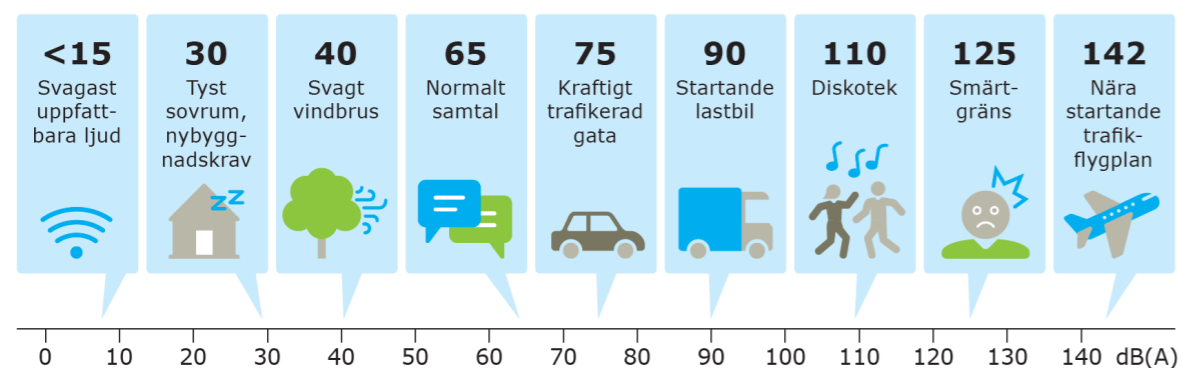 <15
Svagast
uppfatt-
bara ljud
30
Tyst
sovrum,
nybygg-
nadskrav
40
Svagt
vindbrus
65
Normalt
samtal
75
Kraftigt
trafikerad
gata
90
Startande
lastbil
110
Diskotek
125
Smärt-
gräns
142
Nära
startande
trafik-
flygplan
zz
0 10 20 30 40 50 60 70 80 90 100 110 120 130 140 dB(A)